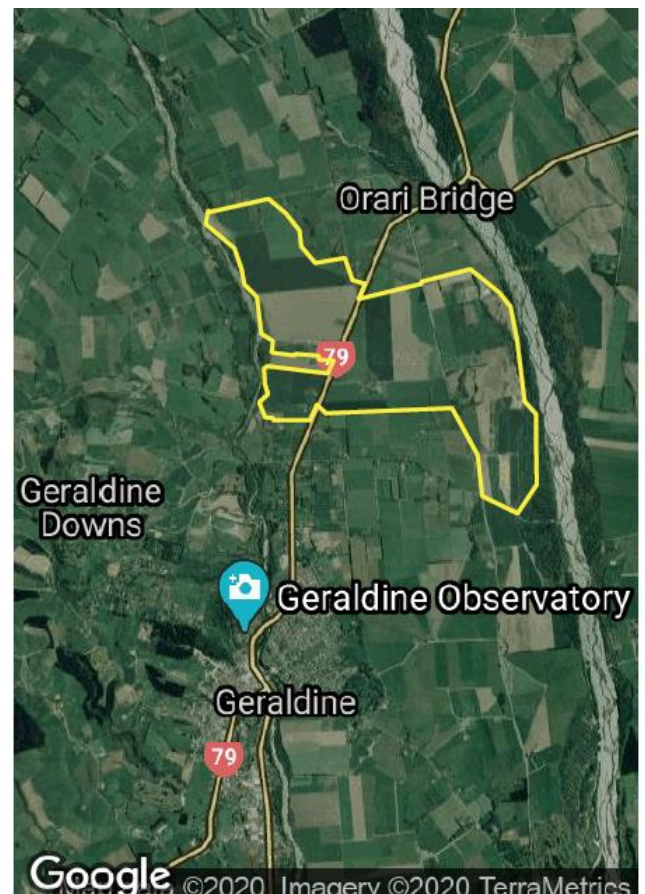 Orari Bridge
79
Geraldine
Downs
Geraldine Observatory
Geraldine
79
Google
©2020 Imagery ©2020 TerraMetrics